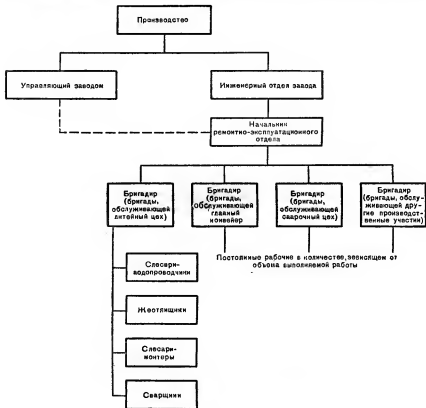 Производство
Управляющий заводом
Инженерный отдел завода
Начальник
ремонтно-эксплуатационного
отдела
Бригадир
(бригады,
обслуживающей
литейный цех)
Бригадир
(бригады,
обслуживающей
главный
конвейер)
Бригадир
(бригады,
обслуживающей
сварочный цех)
Бригадир
(бригады, обслу-
живающей дру-
гие производст-
венные участки)
Постоянные рабочие в количестве, зависящем от
объема выполняемой работы
Слесари-
водопроводчики
Жестянщики
Слесари-
монтеры
Сварщики